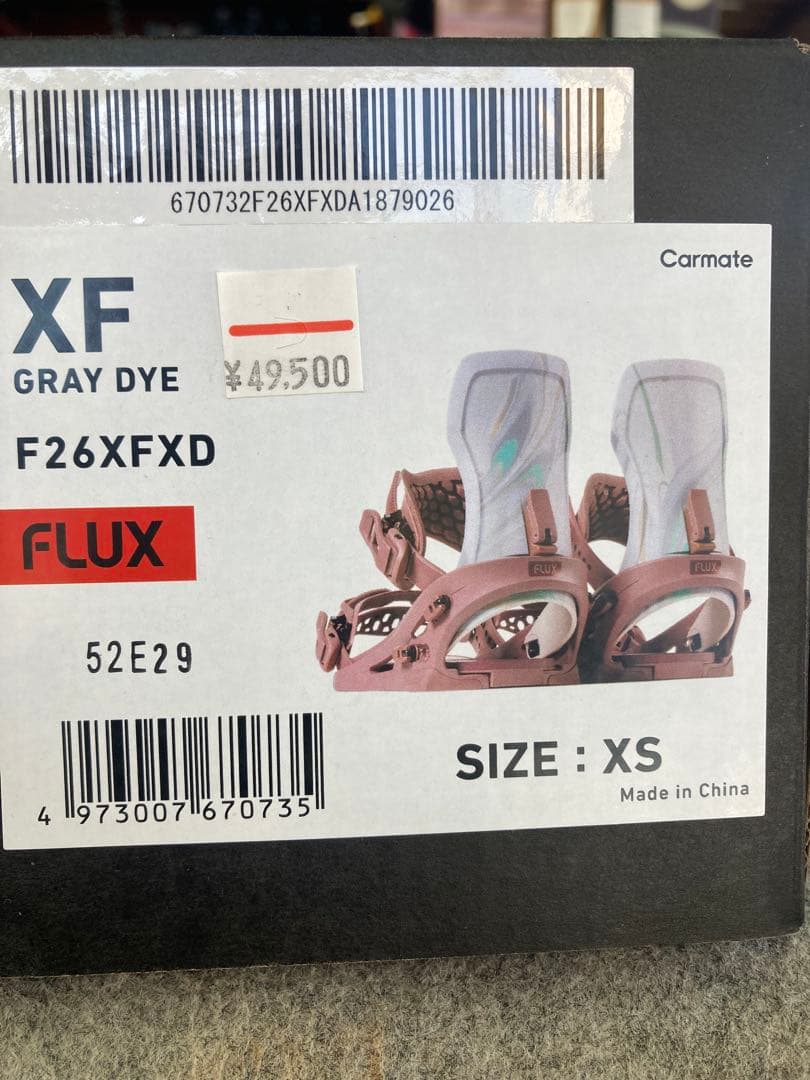 670732F26XFXDA1879026
Carmate
XF
GRAY DYE
¥49,500
F26XFXD
FLUX
FLUX
FLUX
52E29
SIZE : XS
Made in China
4 973007 670735